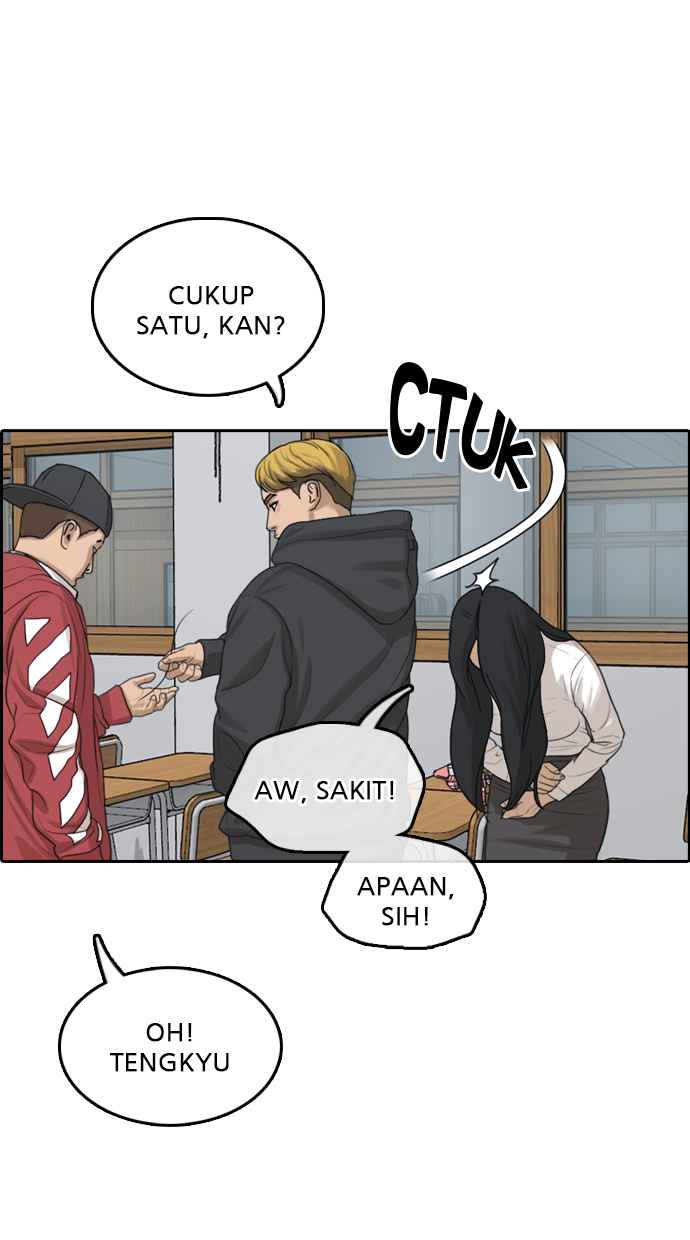 CUKUP
SATU, KAN?
CTUK
AW, SAKIT!
APAAN,
SIH!
OH!
TENGKYU